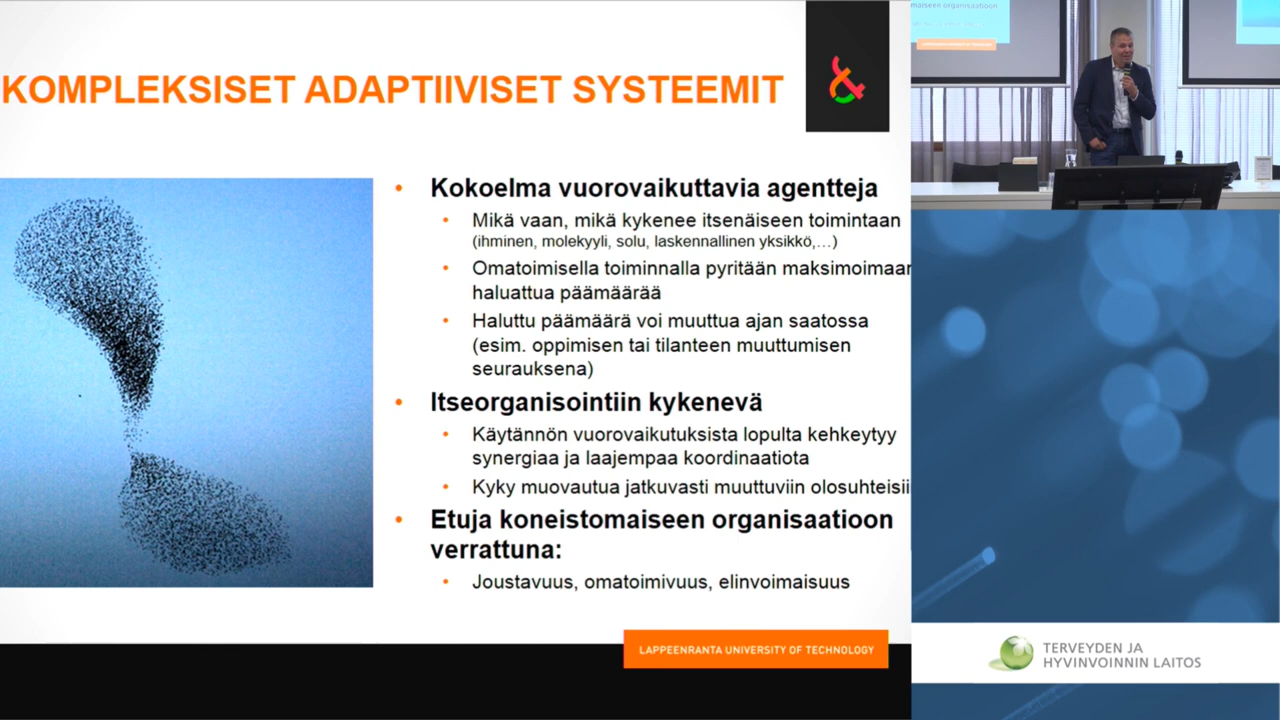 KOMPLEKSISET ADAPTIIVISET SYSTEEMIT
&
• Kokoelma vuorovaikuttavia agentteja
• Mikä vaan, mikä kykenee itsenäiseen toimintaan
(ihminen, molekyyli, solu, laskennallinen yksikkö,…)
• Omatoimisella toiminnalla pyritään maksimoimaan
haluattua päämäärää
• Haluttu päämäärä voi muuttua ajan saatossa
(esim. oppimisen tai tilanteen muuttumisen
seurauksena)
• Itseorganisointiin kykenevä
• Käytännön vuorovaikutuksista lopulta kehkeytyy
synergiaa ja laajempaa koordinaatiota
• Kyky muovautua jatkuvasti muuttuviin olosuhteisii
• Etuja koneistomaiseen organisaatioon
verrattuna:
• Joustavuus, omatoimivuus, elinvoimaisuus
LAPPEENRANTA UNIVERSITY OF TECHNOLOGY
maiseen organisaatioon
TERVEYDEN JA
HYVINVOINNIN LAITOS